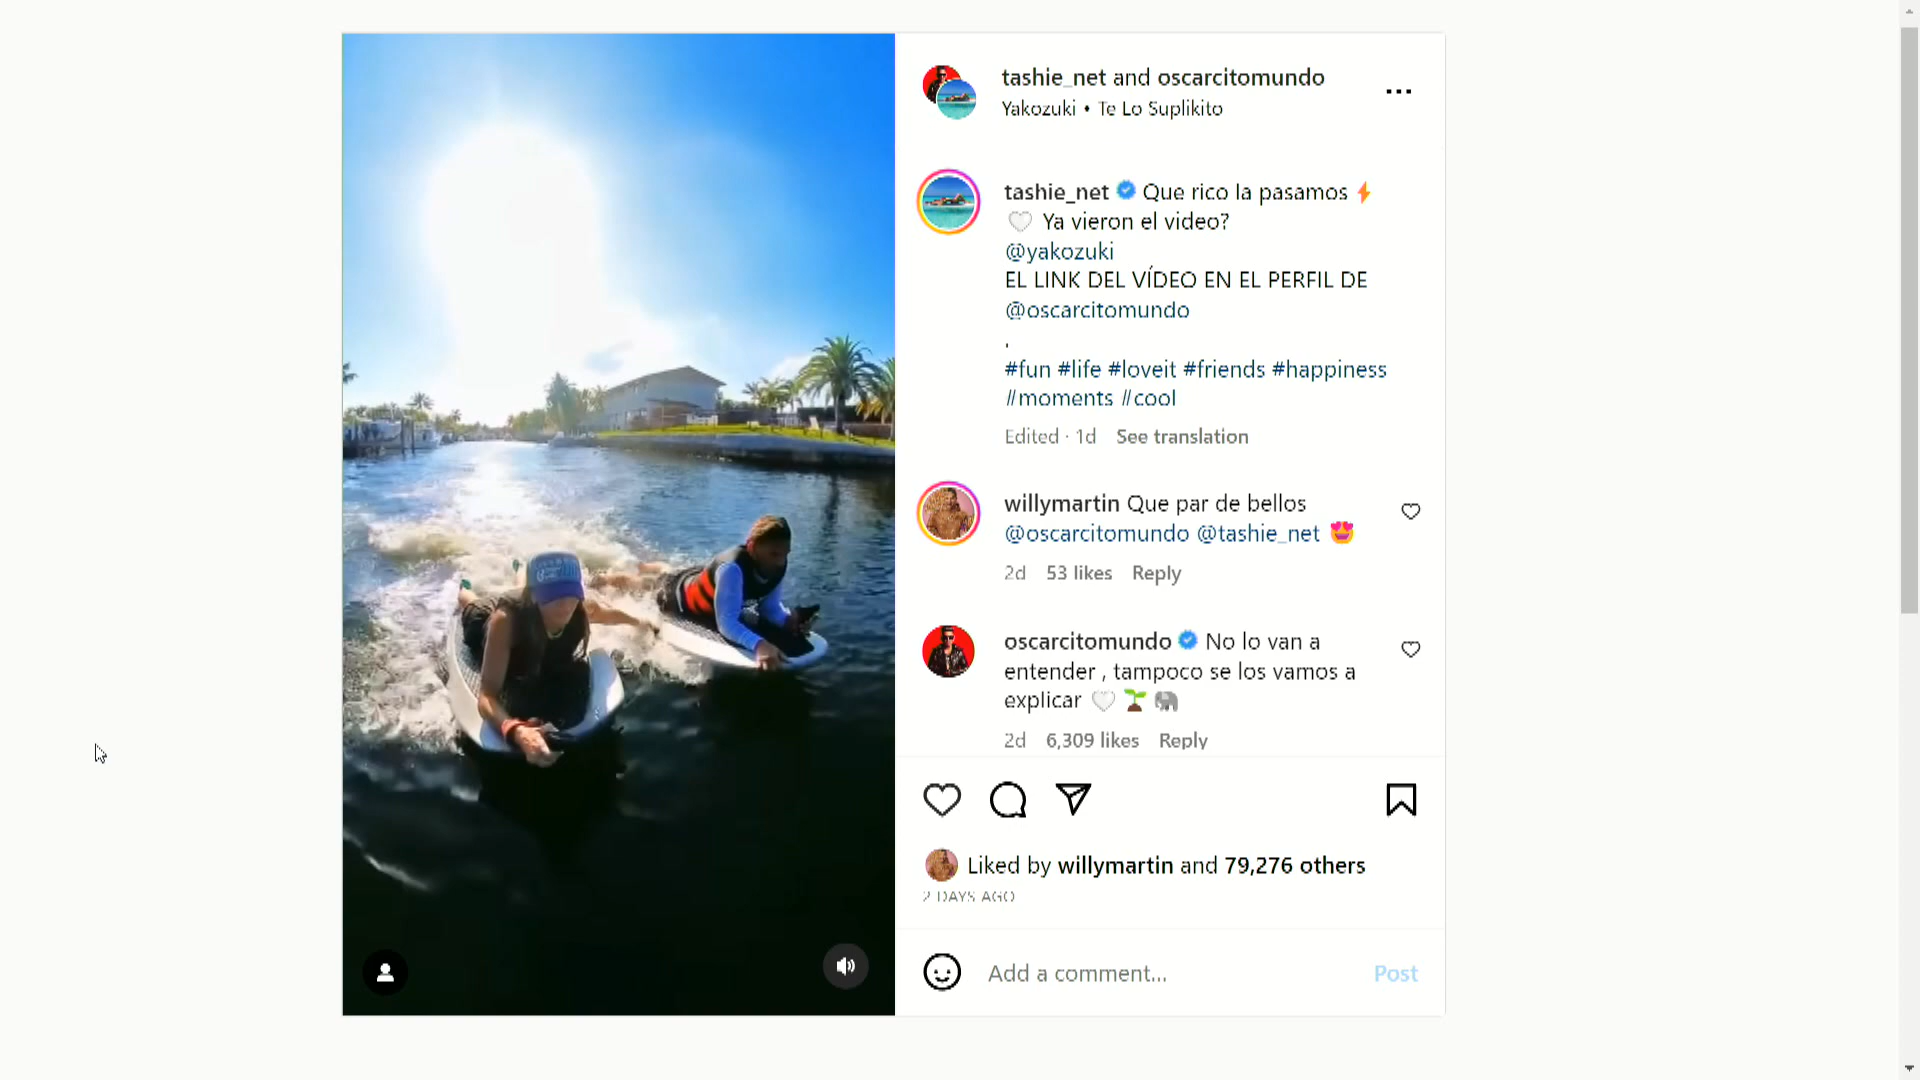 tashie_net and oscarcitomundo
Yakozuki • Te Lo Suplikito
tashie_net Que rico la pasamos ⚡
🤍 Ya vieron el video?
@yakozuki
EL LINK DEL VÍDEO EN EL PERFIL DE
@oscarcitomundo
.
#fun #life #loveit #friends #happiness
#moments #cool
Edited · 1d See translation
willymartin Que par de bellos
@oscarcitomundo @tashie_net 😍
2d 53 likes Reply
oscarcitomundo No lo van a
entender , tampoco se los vamos a
explicar 🤍 🌱 🐘
2d 6,309 likes Reply
Liked by willymartin and 79,276 others
2 DAYS AGO
Add a comment...
Post